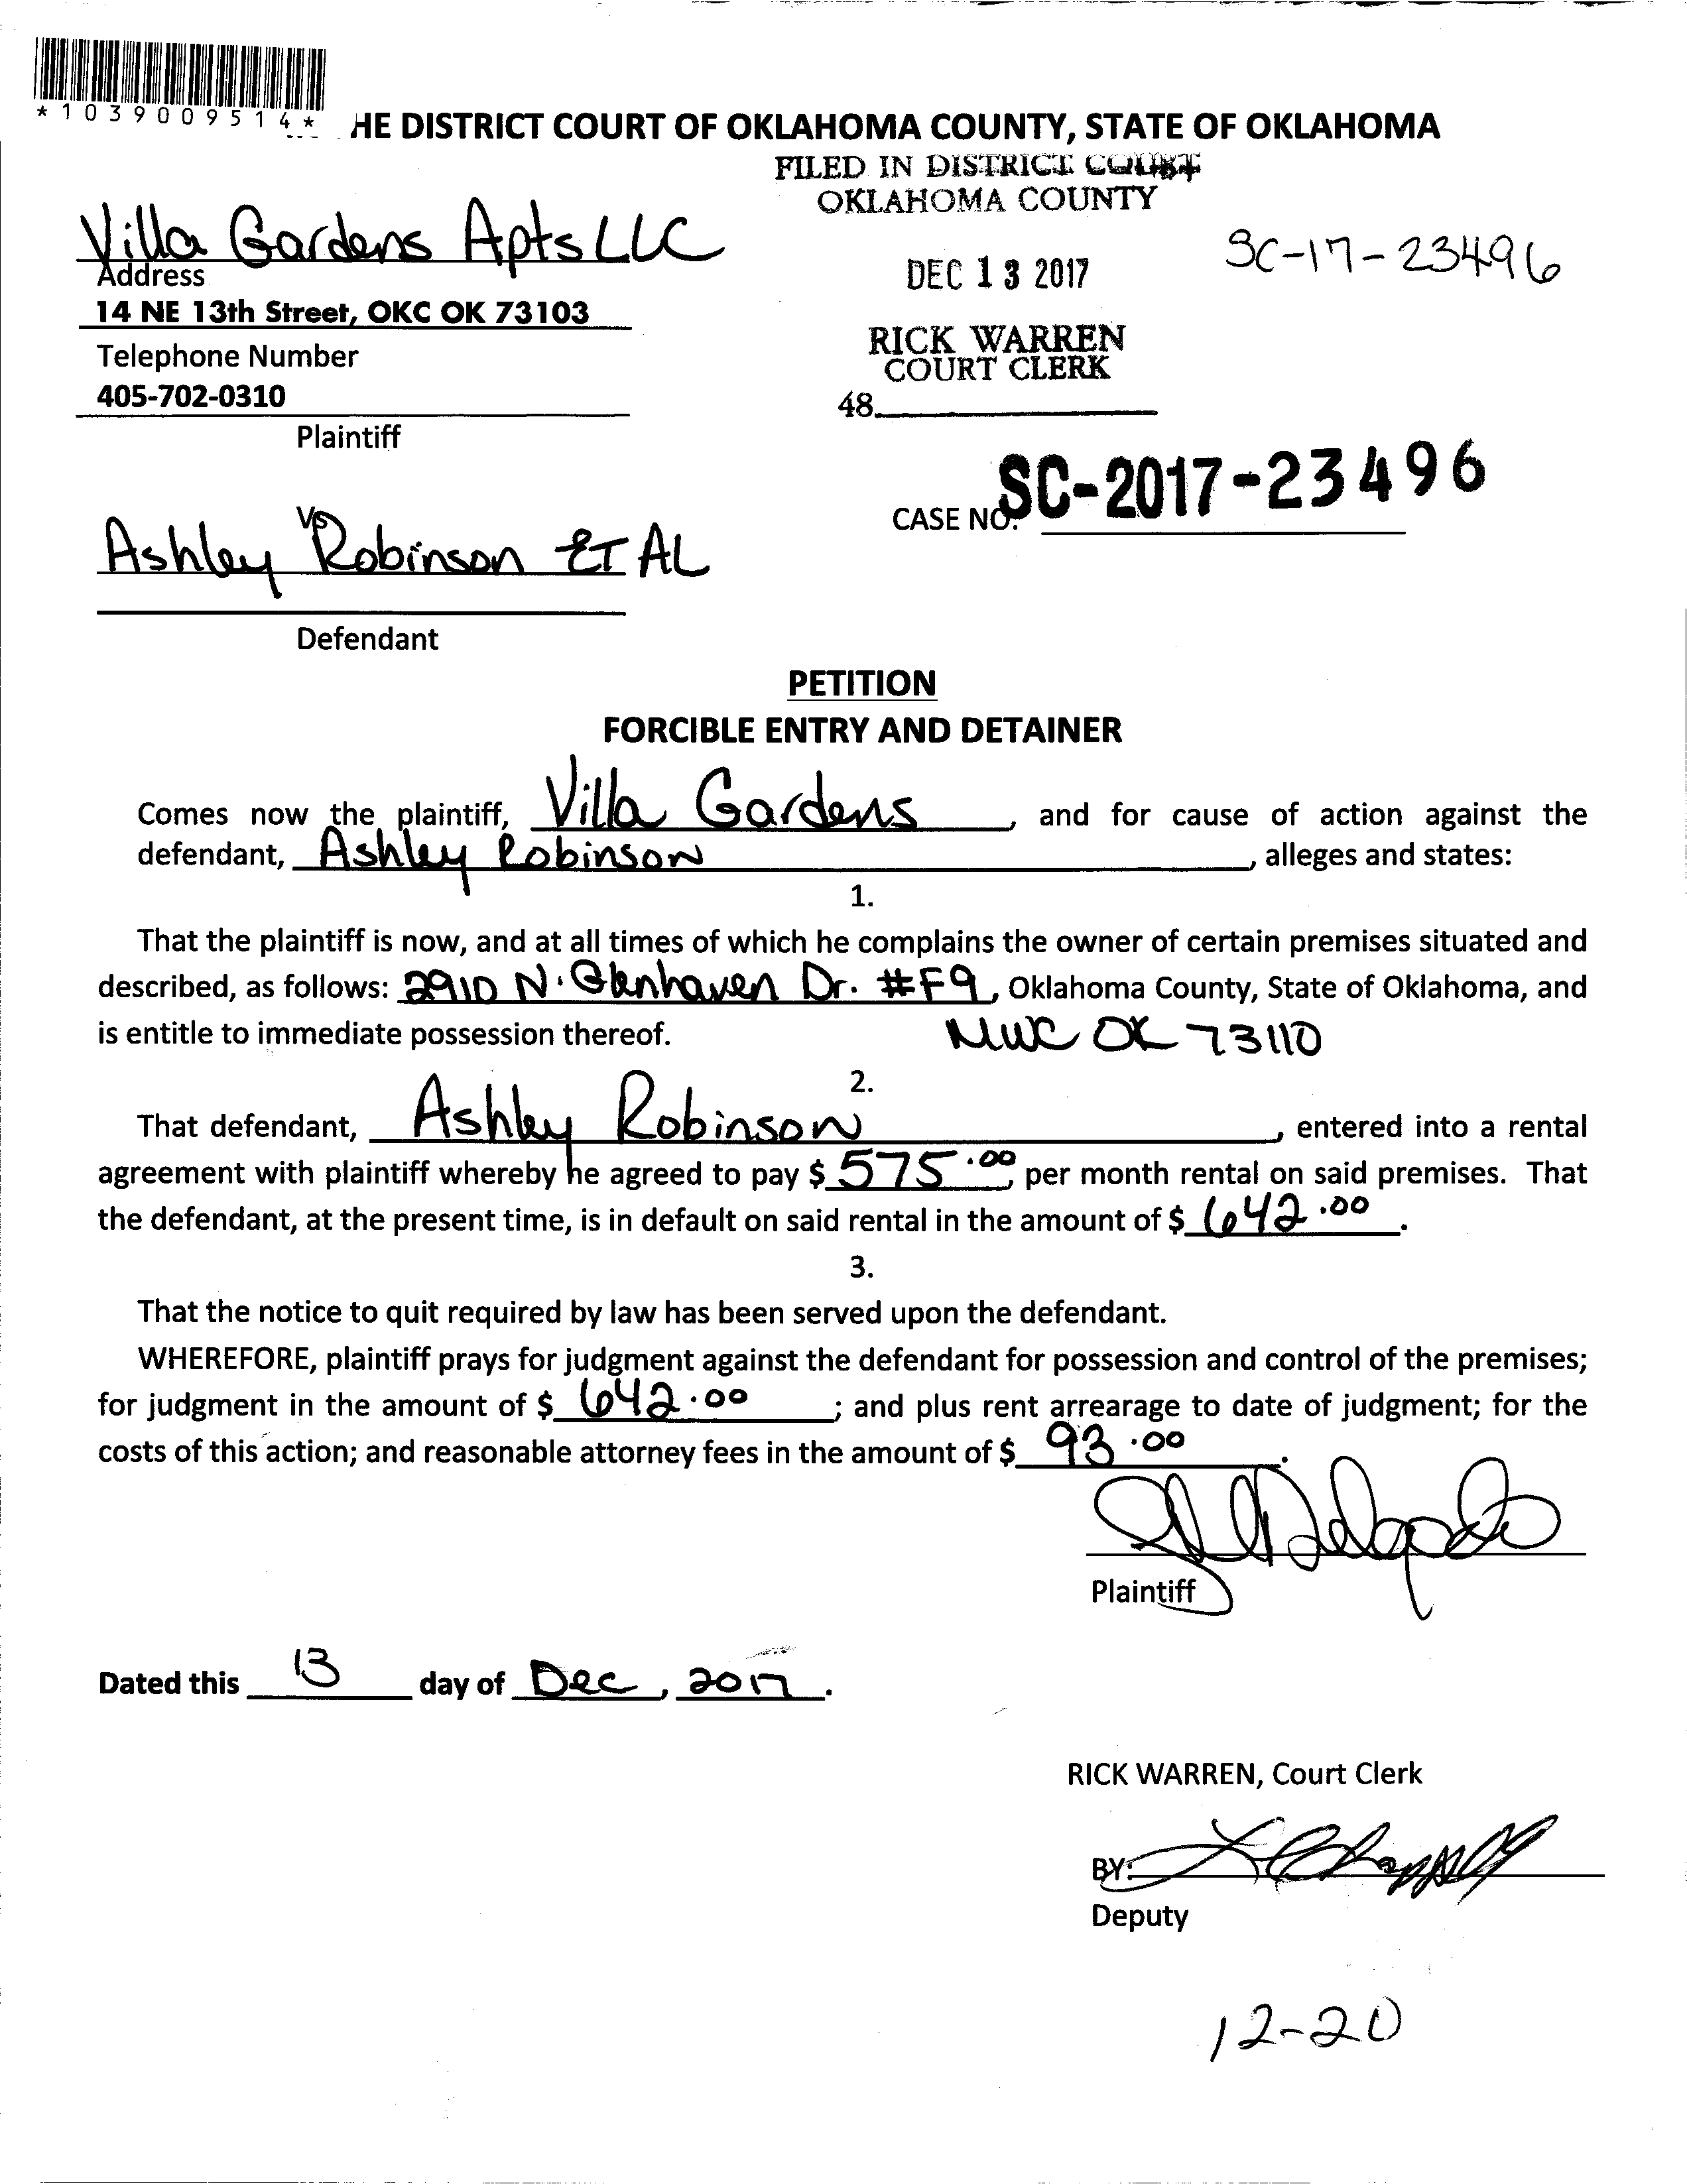 *1039009514*
HE DISTRICT COURT OF OKLAHOMA COUNTY, STATE OF OKLAHOMA
FILED IN DISTRICT COURT
OKLAHOMA COUNTY
Villa Gardens Apts LLC
SC-17-23496
Address
DEC 13 2017
14 NE 13th Street, OKC OK 73103
Telephone Number
RICK WARREN
COURT CLERK
405-702-0310
48
Plaintiff
SC-2017-23496
CASE NO.
vs
Ashley Robinson ET AL
Defendant
PETITION
FORCIBLE ENTRY AND DETAINER
Comes now the plaintiff, Villa Gardens, and for cause of action against the
defendant, Ashley Robinson, alleges and states:
1.
That the plaintiff is now, and at all times of which he complains the owner of certain premises situated and
described, as follows: 2910 N. Glenhaven Dr. #F9, Oklahoma County, State of Oklahoma, and
is entitle to immediate possession thereof. MWC OK 73110
2.
That defendant, Ashley Robinson, entered into a rental
agreement with plaintiff whereby he agreed to pay $ 575.00, per month rental on said premises. That
the defendant, at the present time, is in default on said rental in the amount of $ 642.00.
3.
That the notice to quit required by law has been served upon the defendant.
WHEREFORE, plaintiff prays for judgment against the defendant for possession and control of the premises;
for judgment in the amount of $ 642.00; and plus rent arrearage to date of judgment; for the
costs of this action; and reasonable attorney fees in the amount of $ 93.00.
Plaintiff
Dated this 13 day of Dec, 2017.
RICK WARREN, Court Clerk
BY:
Deputy
12-20